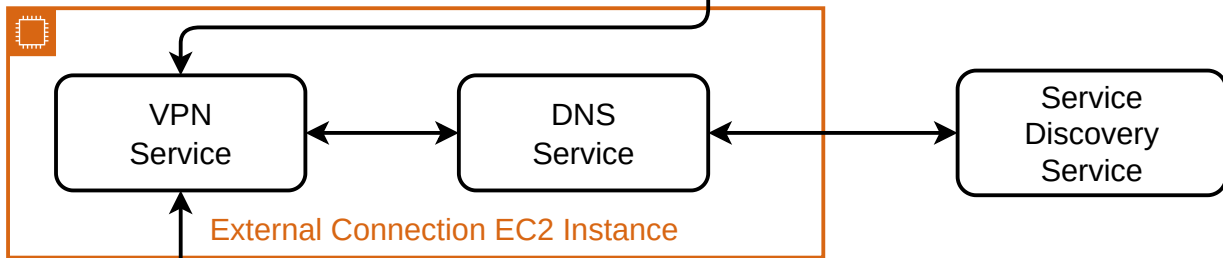 VPN
Service
DNS
Service
Service
Discovery
Service
External Connection EC2 Instance